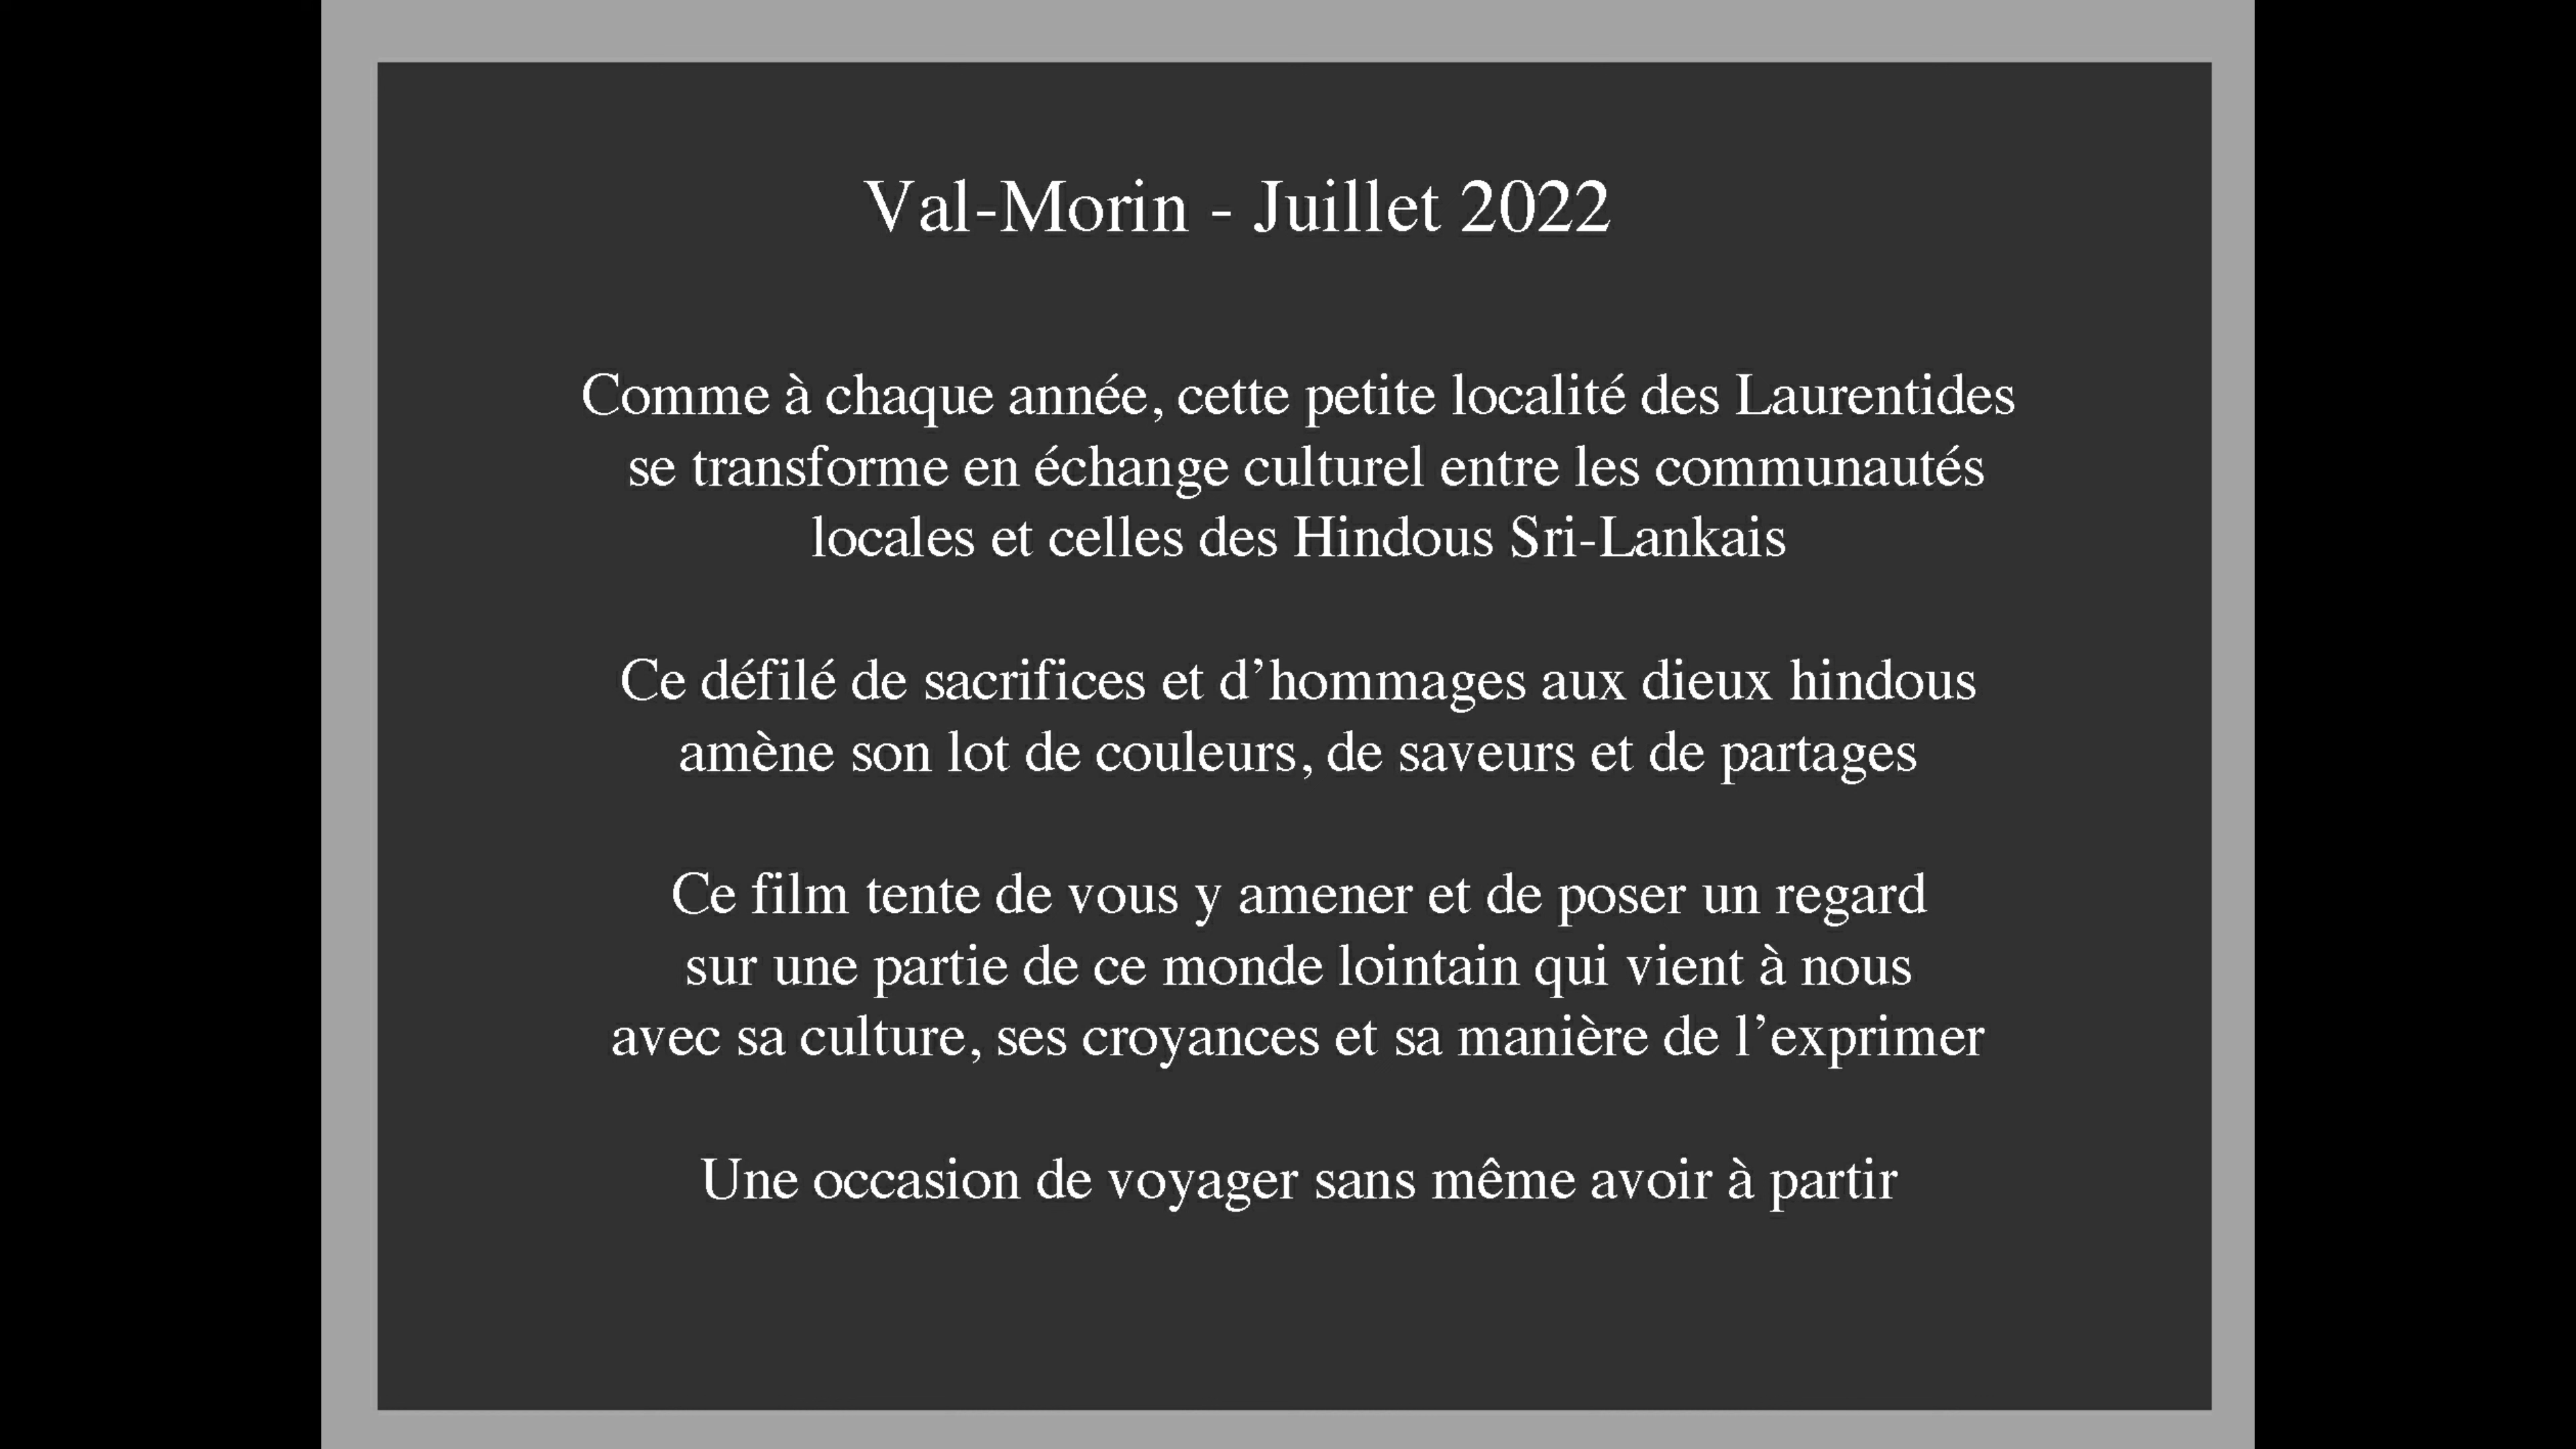 Val-Morin - Juillet 2022
Comme à chaque année, cette petite localité des Laurentides
se transforme en échange culturel entre les communautés
locales et celles des Hindous Sri-Lankais
Ce défilé de sacrifices et d’hommages aux dieux hindous
amène son lot de couleurs, de saveurs et de partages
Ce film tente de vous y amener et de poser un regard
sur une partie de ce monde lointain qui vient à nous
avec sa culture, ses croyances et sa manière de l’exprimer
Une occasion de voyager sans même avoir à partir